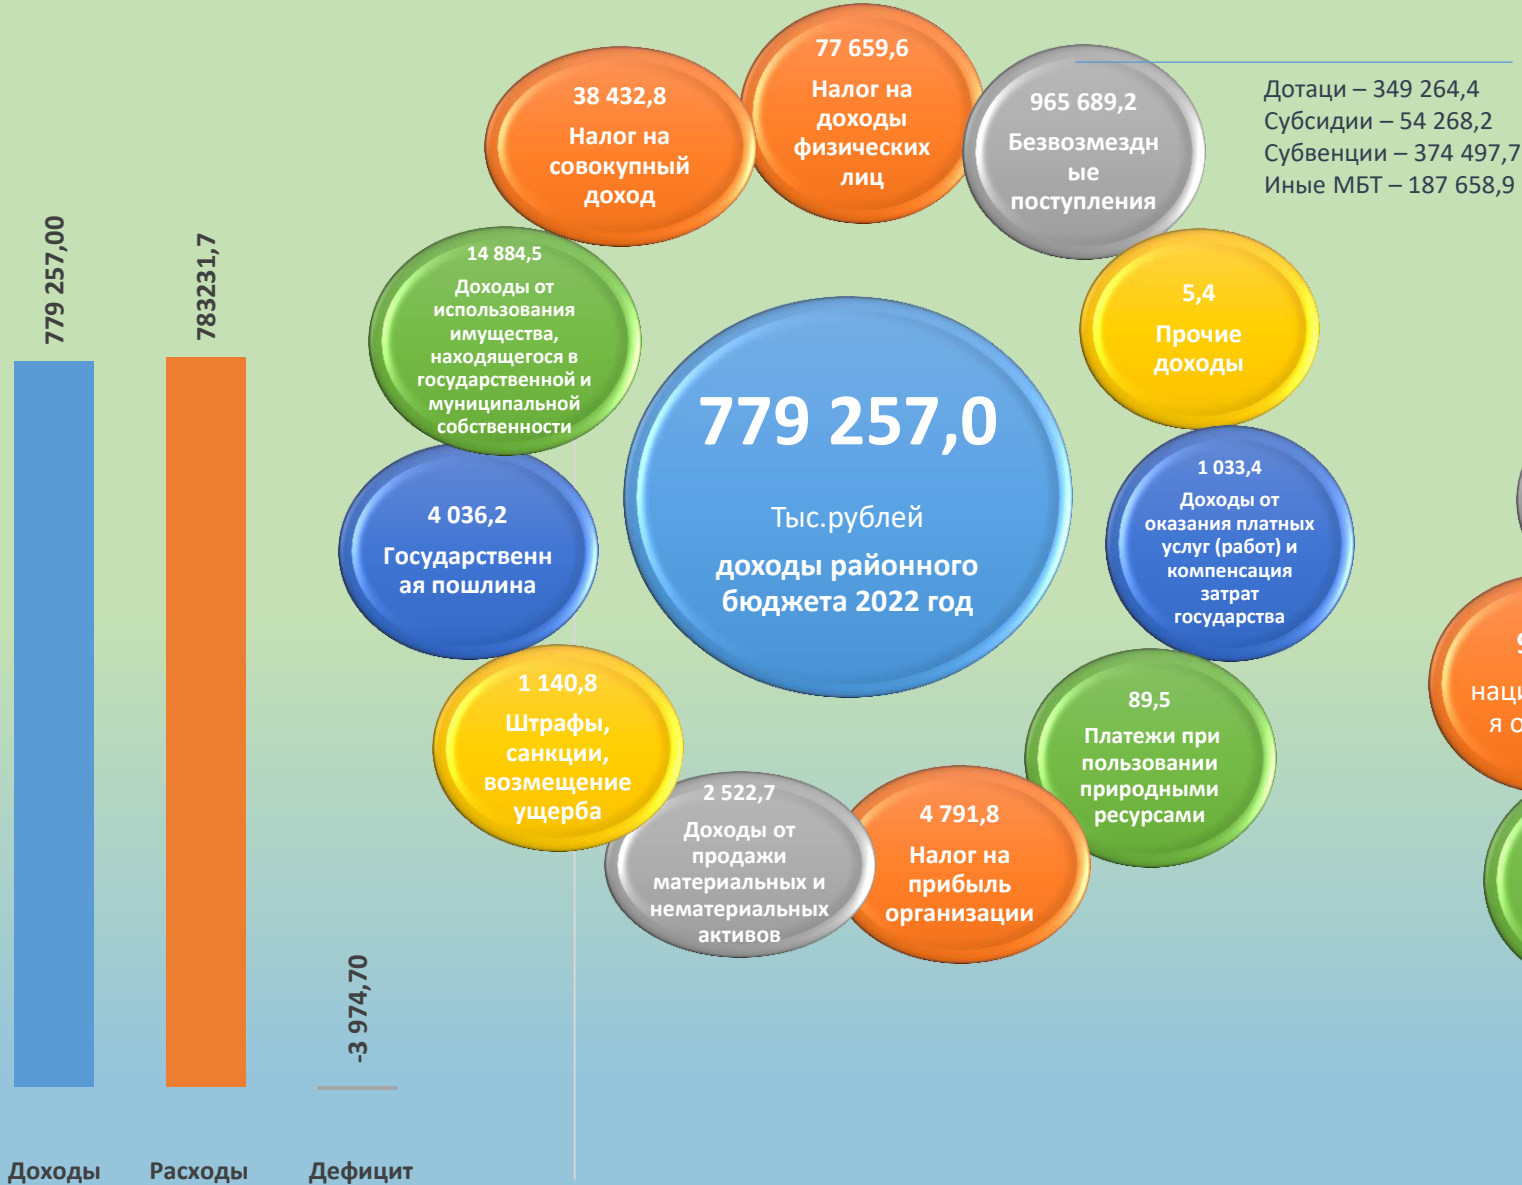 779 257,00
783231,7
-3 974,70
Доходы
Расходы
Дефицит
77 659,6
Налог на
доходы
физических
лиц
965 689,2
Безвозмездн
ые
поступления
Дотаци – 349 264,4
Субсидии – 54 268,2
Субвенции – 374 497,7
Иные МБТ – 187 658,9
5,4
Прочие
доходы
1 033,4
Доходы от
оказания платных
услуг (работ) и
компенсация
затрат
государства
89,5
Платежи при
пользовании
природными
ресурсами
4 791,8
Налог на
прибыль
организации
2 522,7
Доходы от
продажи
материальных и
нематериальных
активов
1 140,8
Штрафы,
санкции,
возмещение
ущерба
4 036,2
Государственн
ая пошлина
14 884,5
Доходы от
использования
имущества,
находящегося в
государственной и
муниципальной
собственности
38 432,8
Налог на
совокупный
доход
779 257,0
Тыс.рублей
доходы районного
бюджета 2022 год